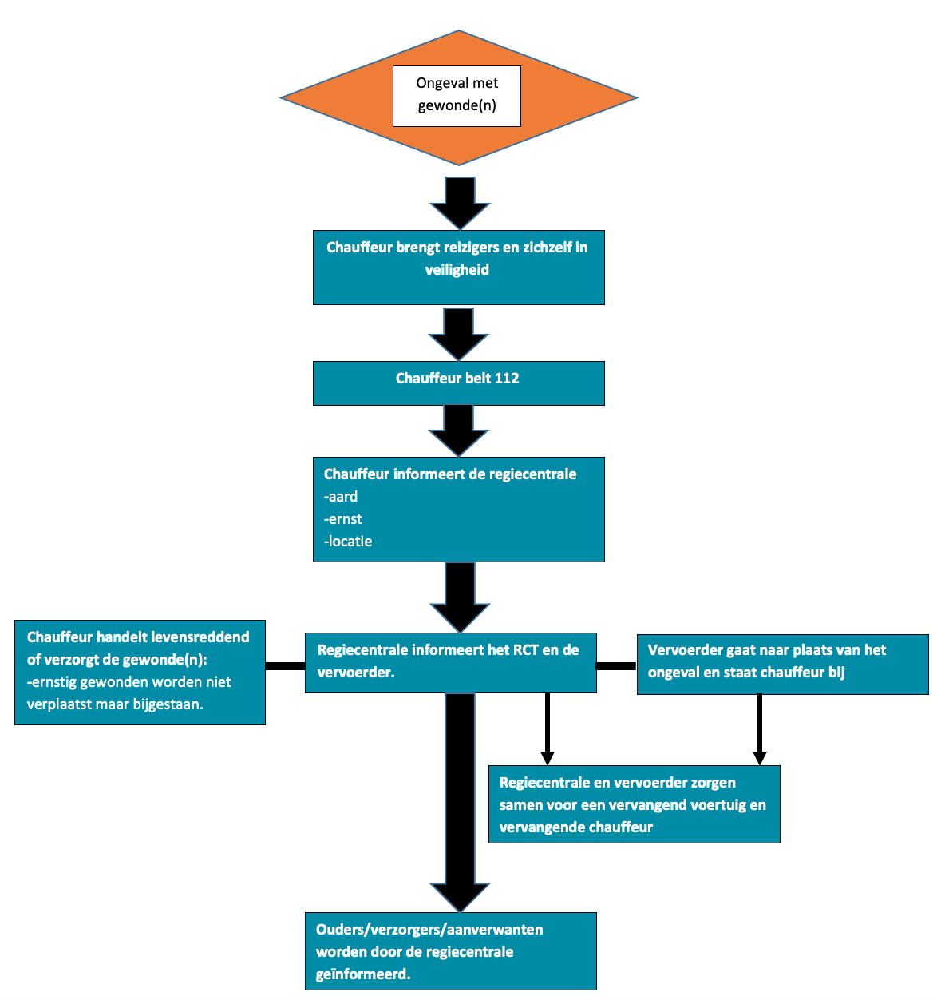 Ongeval met
gewonde(n)
Chauffeur brengt reizigers en zichzelf in
veiligheid
Chauffeur belt 112
Chauffeur informeert de regiecentrale
-aard
-ernst
-locatie
Chauffeur handelt levensreddend
of verzorgt de gewonde(n):
-ernstig gewonden worden niet
verplaatst maar bijgestaan.
Regiecentrale informeert het RCT en de
vervoerder.
Vervoerder gaat naar plaats van het
ongeval en staat chauffeur bij
Regiecentrale en vervoerder zorgen
samen voor een vervangend voertuig en
vervangende chauffeur
Ouders/verzorgers/aanverwanten
worden door de regiecentrale
geïnformeerd.